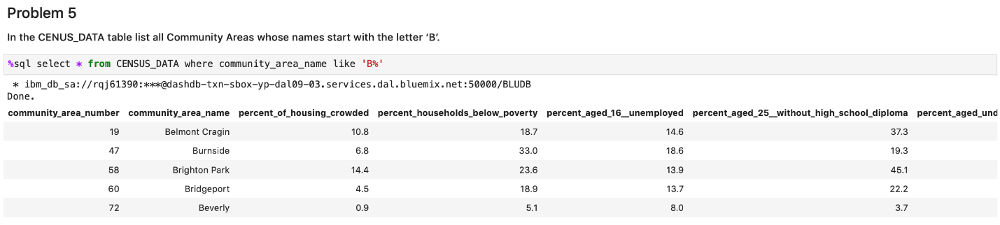 Problem 5
In the CENUS_DATA table list all Community Areas whose names start with the letter ‘B’.
%sql select * from CENSUS_DATA where community_area_name like 'B%'
* ibm_db_sa://rqj61390:***@dashdb-txn-sbox-yp-dal09-03.services.dal.bluemix.net:50000/BLUDB
Done.
community_area_number community_area_name percent_of_housing_crowded percent_households_below_poverty percent_aged_16__unemployed percent_aged_25__without_high_school_diploma percent_aged_und
19 Belmont Cragin 10.8 18.7 14.6 37.3
47 Burnside 6.8 33.0 18.6 19.3
58 Brighton Park 14.4 23.6 13.9 45.1
60 Bridgeport 4.5 18.9 13.7 22.2
72 Beverly 0.9 5.1 8.0 3.7